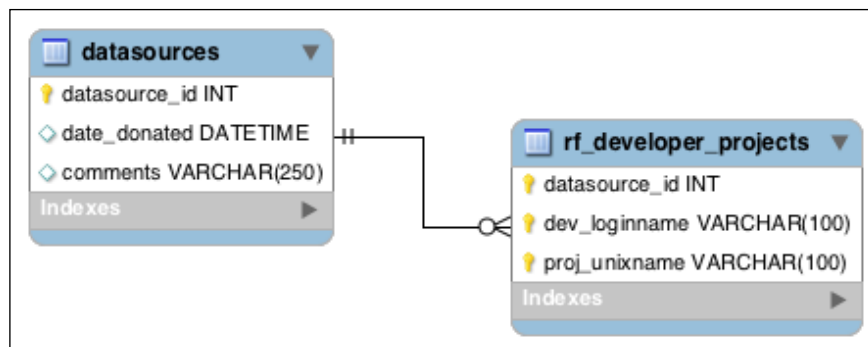 datasources
datasource_id INT
date_donated DATETIME
comments VARCHAR(250)
Indexes
rf_developer_projects
datasource_id INT
dev_loginname VARCHAR(100)
proj_unixname VARCHAR(100)
Indexes